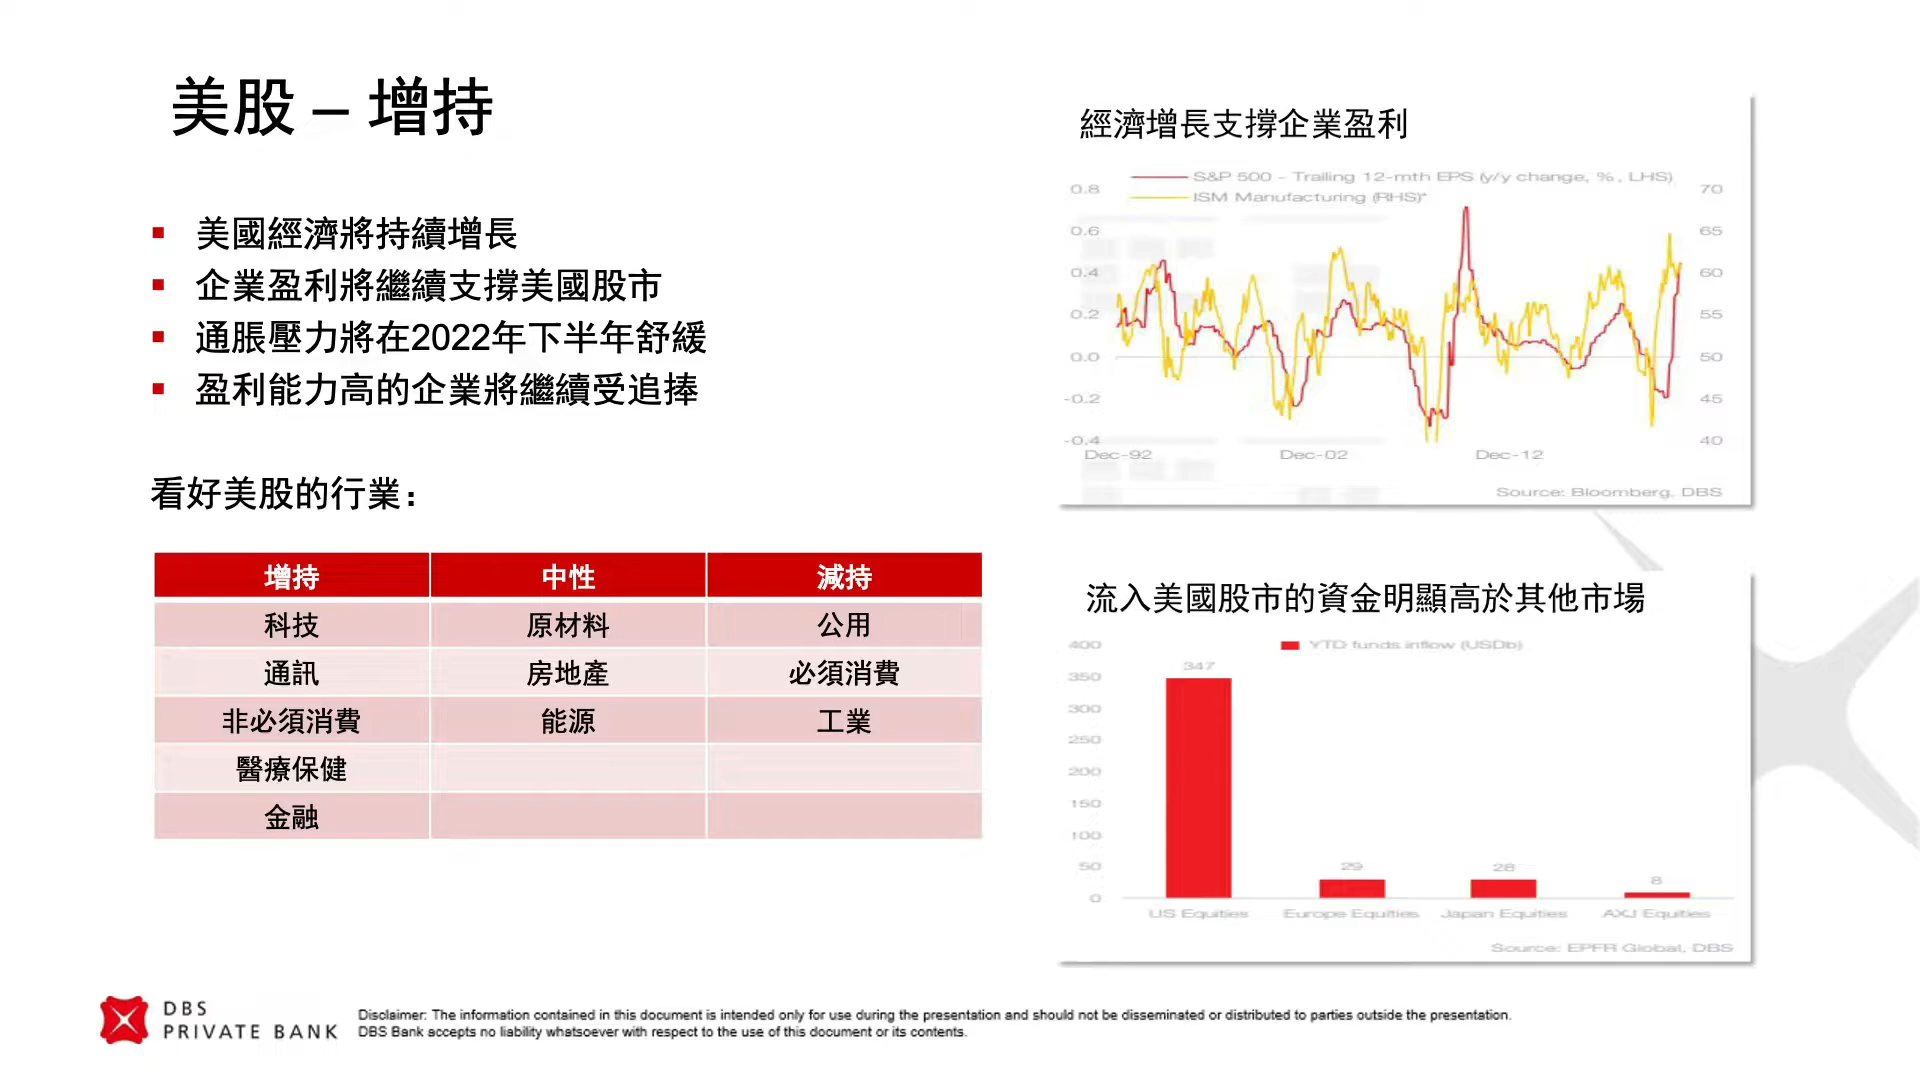 美股 – 增持
▪ 美國經濟將持續增長
▪ 企業盈利將繼續支撐美國股市
▪ 通脹壓力將在2022年下半年舒緩
▪ 盈利能力高的企業將繼續受追捧
看好美股的行業：
增持 中性 減持
科技 原材料 公用
通訊 房地產 必須消費
非必須消費 能源 工業
醫療保健
金融
經濟增長支撐企業盈利
S&P 500 - Trailing 12-mth EPS (y/y change, %, LHS)
ISM Manufacturing (RHS)*
0.8 70
0.6 65
0.4 60
0.2 55
0.0 50
-0.2 45
-0.4 40
Dec-92 Dec-02 Dec-12
Source: Bloomberg, DBS
流入美國股市的資金明顯高於其他市場
YTD funds inflow (USDb)
400
350
300
250
200
150
100
50
0
347 29 28 8
US Equities Europe Equities Japan Equities AXJ Equities
Source: EPFR Global, DBS
DBS
PRIVATE BANK
Disclaimer: The information contained in this document is intended only for use during the presentation and should not be disseminated or distributed to parties outside the presentation.
DBS Bank accepts no liability whatsoever with respect to the use of this document or its contents.